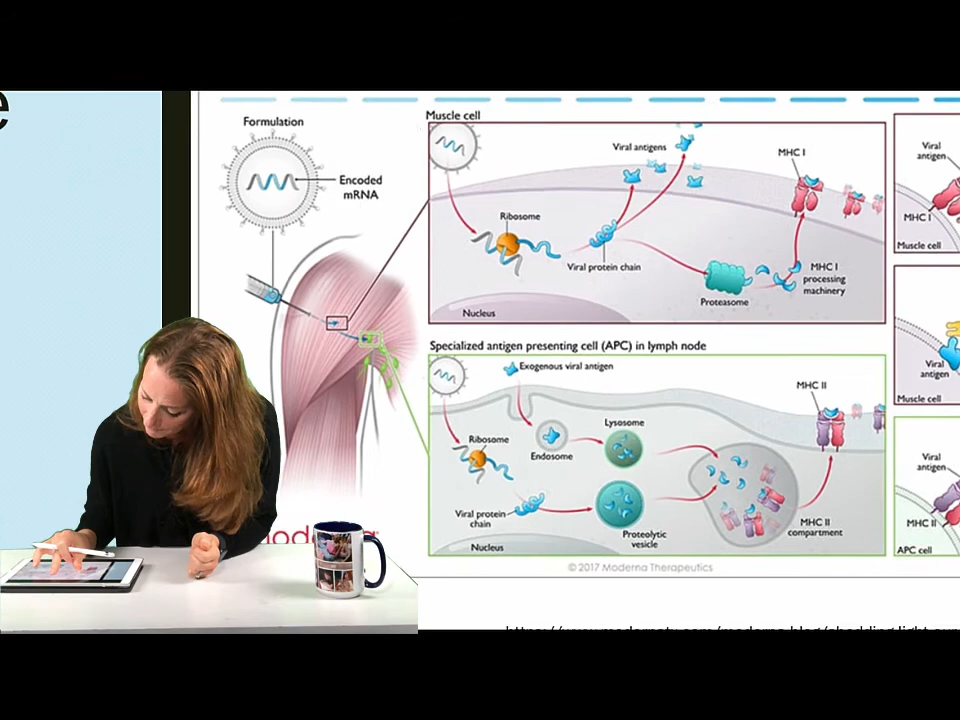 e
Formulation
Encoded
mRNA
Muscle cell
Viral antigens
MHC I
Ribosome
Viral protein chain
MHC I
processing
machinery
Proteasome
Nucleus
Specialized antigen presenting cell (APC) in lymph node
Exogenous viral antigen
MHC II
Lysosome
Ribosome
Endosome
Viral protein
chain
MHC II
compartment
Proteolytic
vesicle
Nucleus
Viral
antigen
MHC I
Muscle cell
Viral
antigen
Muscle cell
Viral
antigen
MHC II
APC cell
© 2017 Moderna Therapeutics